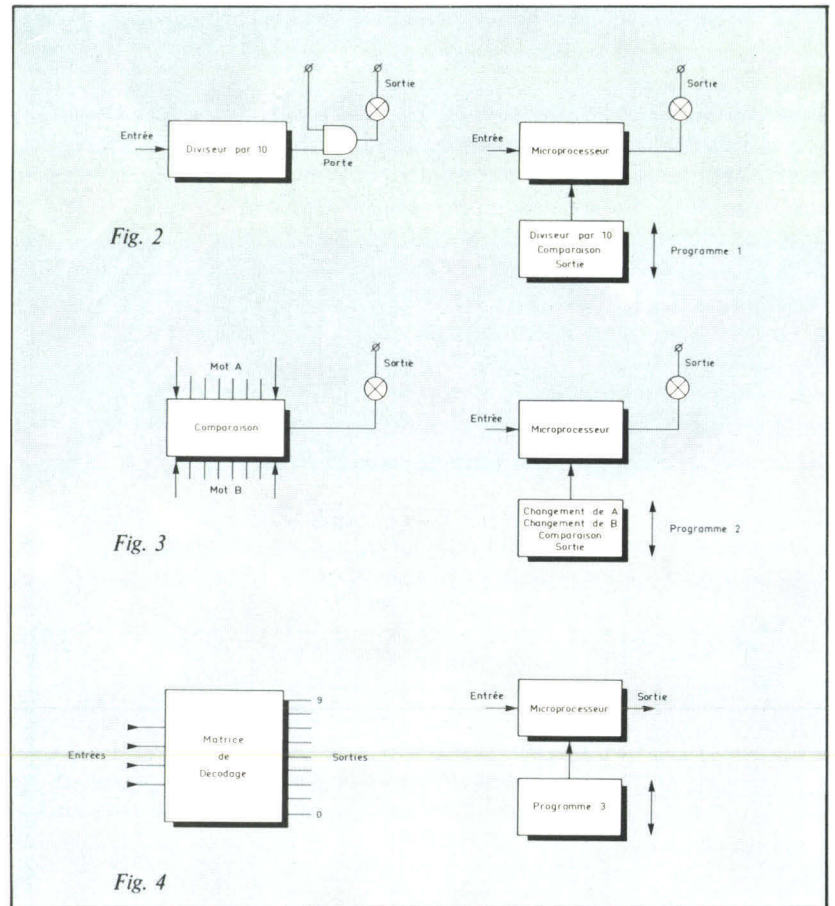 Entrée
Diviseur par 10
Porte
Sortie
Entrée
Microprocesseur
Sortie
Diviseur par 10
Comparaison
Sortie
Programme 1
Fig. 2
Mot A
Comparaison
Mot B
Sortie
Entrée
Microprocesseur
Sortie
Changement de A
Changement de B
Comparaison
Sortie
Programme 2
Fig. 3
Entrées
Matrice
de
Décodage
9
Sorties
0
Entrée
Microprocesseur
Sortie
Programme 3
Fig. 4